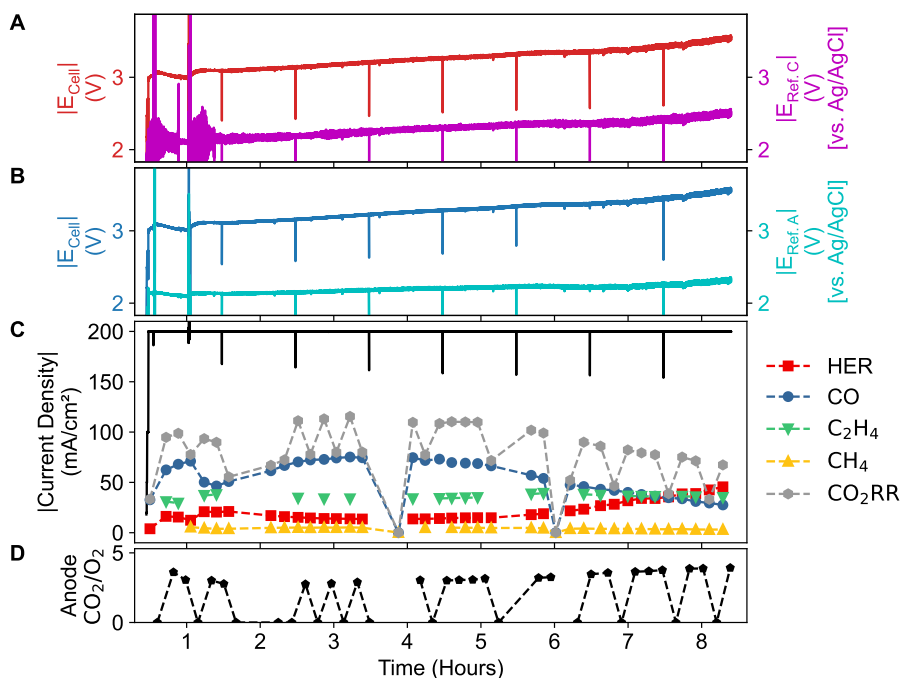 A
|E_Cell|
(V)
3
2
3
2
|E_Ref. C|
(V)
[vs. Ag/AgCl]
B
|E_Cell|
(V)
3
2
3
2
|E_Ref. A|
(V)
[vs. Ag/AgCl]
C
|Current Density|
(mA/cm²)
200
150
100
50
0
HER
CO
C₂H₄
CH₄
CO₂RR
D
Anode
CO₂/O₂
5
0
1 2 3 4 5 6 7 8
Time (Hours)